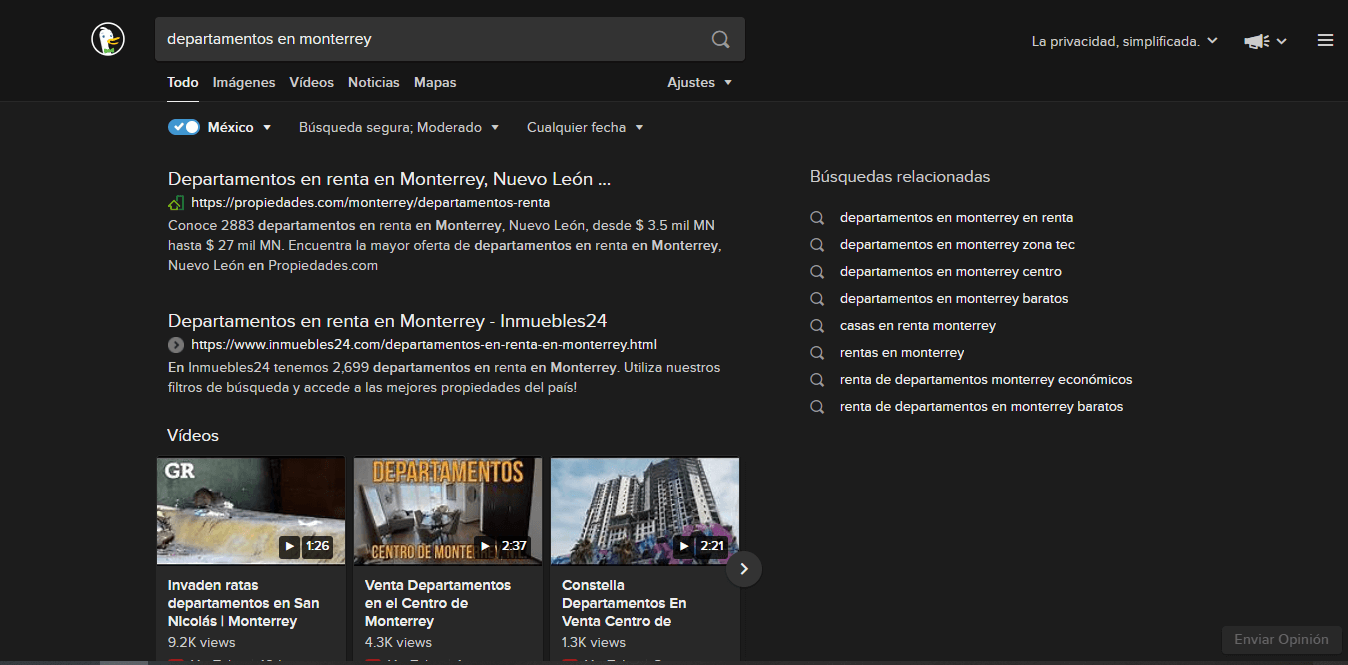 departamentos en monterrey
La privacidad, simplificada.
Todo Imágenes Vídeos Noticias Mapas Ajustes
México Búsqueda segura; Moderado Cualquier fecha
Departamentos en renta en Monterrey, Nuevo León ...
https://propiedades.com/monterrey/departamentos-renta
Conoce 2883 departamentos en renta en Monterrey, Nuevo León, desde $ 3.5 mil MN
hasta $ 27 mil MN. Encuentra la mayor oferta de departamentos en renta en Monterrey,
Nuevo León en Propiedades.com
Departamentos en renta en Monterrey - Inmuebles24
https://www.inmuebles24.com/departamentos-en-renta-en-monterrey.html
En Inmuebles24 tenemos 2,699 departamentos en renta en Monterrey. Utiliza nuestros
filtros de búsqueda y accede a las mejores propiedades del país!
Vídeos
GR
1:26
Invaden ratas
departamentos en San
NIcolás | Monterrey
9.2K views
DEPARTAMENTOS
CENTRO DE MONTE
2:37
Venta Departamentos
en el Centro de
Monterrey
4.3K views
2:21
Constella
Departamentos En
Venta Centro de
1.3K views
Búsquedas relacionadas
departamentos en monterrey en renta
departamentos en monterrey zona tec
departamentos en monterrey centro
departamentos en monterrey baratos
casas en renta monterrey
rentas en monterrey
renta de departamentos monterrey económicos
renta de departamentos en monterrey baratos
Enviar Opinión